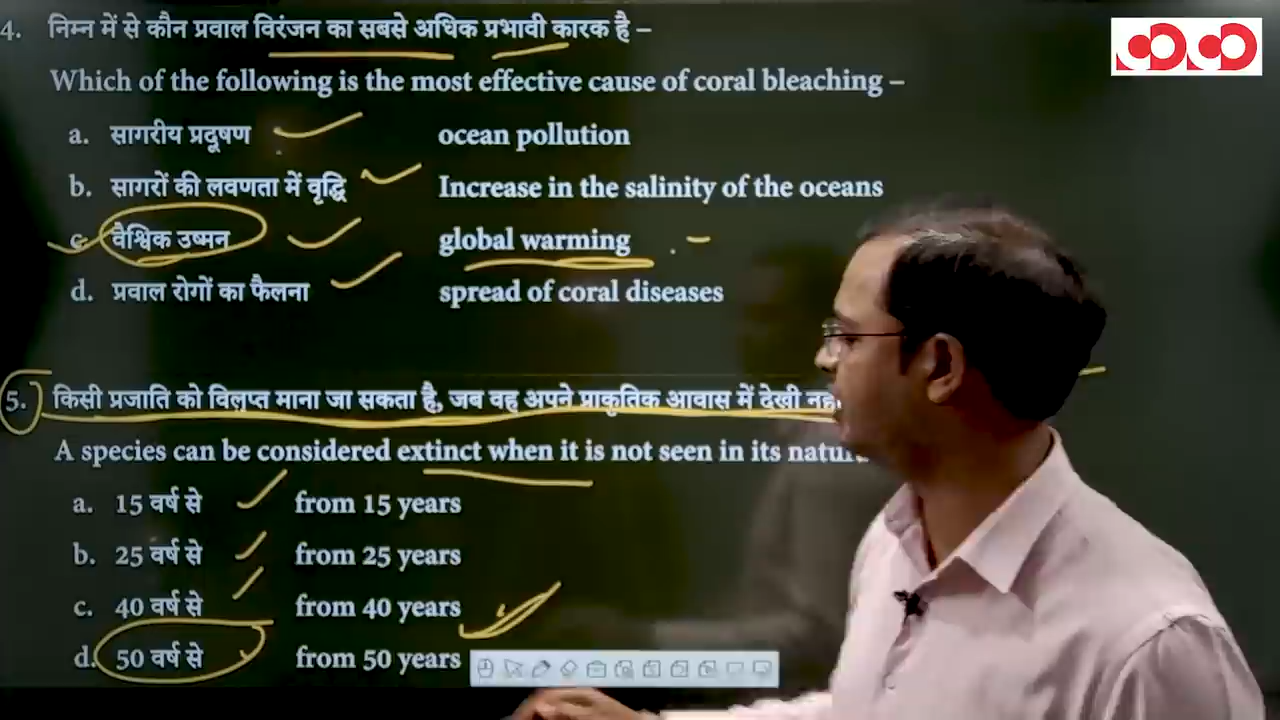 4. निम्न में से कौन प्रवाल विरंजन का सबसे अधिक प्रभावी कारक है –
Which of the following is the most effective cause of coral bleaching –
a. सागरीय प्रदूषण ocean pollution
b. सागरों की लवणता में वृद्धि Increase in the salinity of the oceans
c. वैश्विक उष्मन global warming
d. प्रवाल रोगों का फैलना spread of coral diseases
5. किसी प्रजाति को विलुप्त माना जा सकता है, जब वह अपने प्राकृतिक आवास में देखी
A species can be considered extinct when it is not seen in its
a. 15 वर्ष से from 15 years
b. 25 वर्ष से from 25 years
c. 40 वर्ष से from 40 years
d. 50 वर्ष से from 50 years